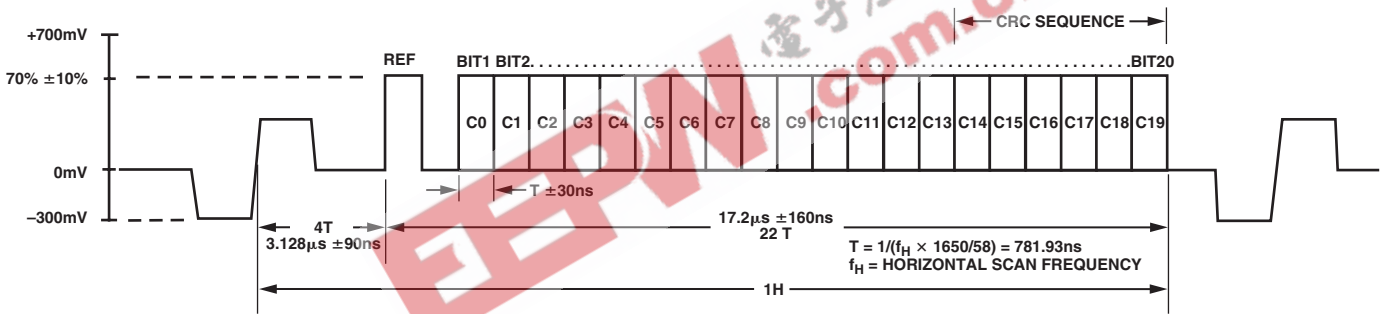 CRC SEQUENCE
+700mV
REF
BIT1 BIT2. . . . . . . . . . . . . . . . . . . . . . . . . . . . . . . . . . . . . . . . . . . . . . . . . . . . . . . . . . . . .BIT20
70% ±10%
C0 C1 C2 C3 C4 C5 C6 C7 C8 C9 C10 C11 C12 C13 C14 C15 C16 C17 C18 C19
0mV
T ±30ns
–300mV
4T
3.128µs ±90ns
17.2µs ±160ns
22 T
T = 1/(fH × 1650/58) = 781.93ns
fH = HORIZONTAL SCAN FREQUENCY
1H
EEPW
.com.c
電子